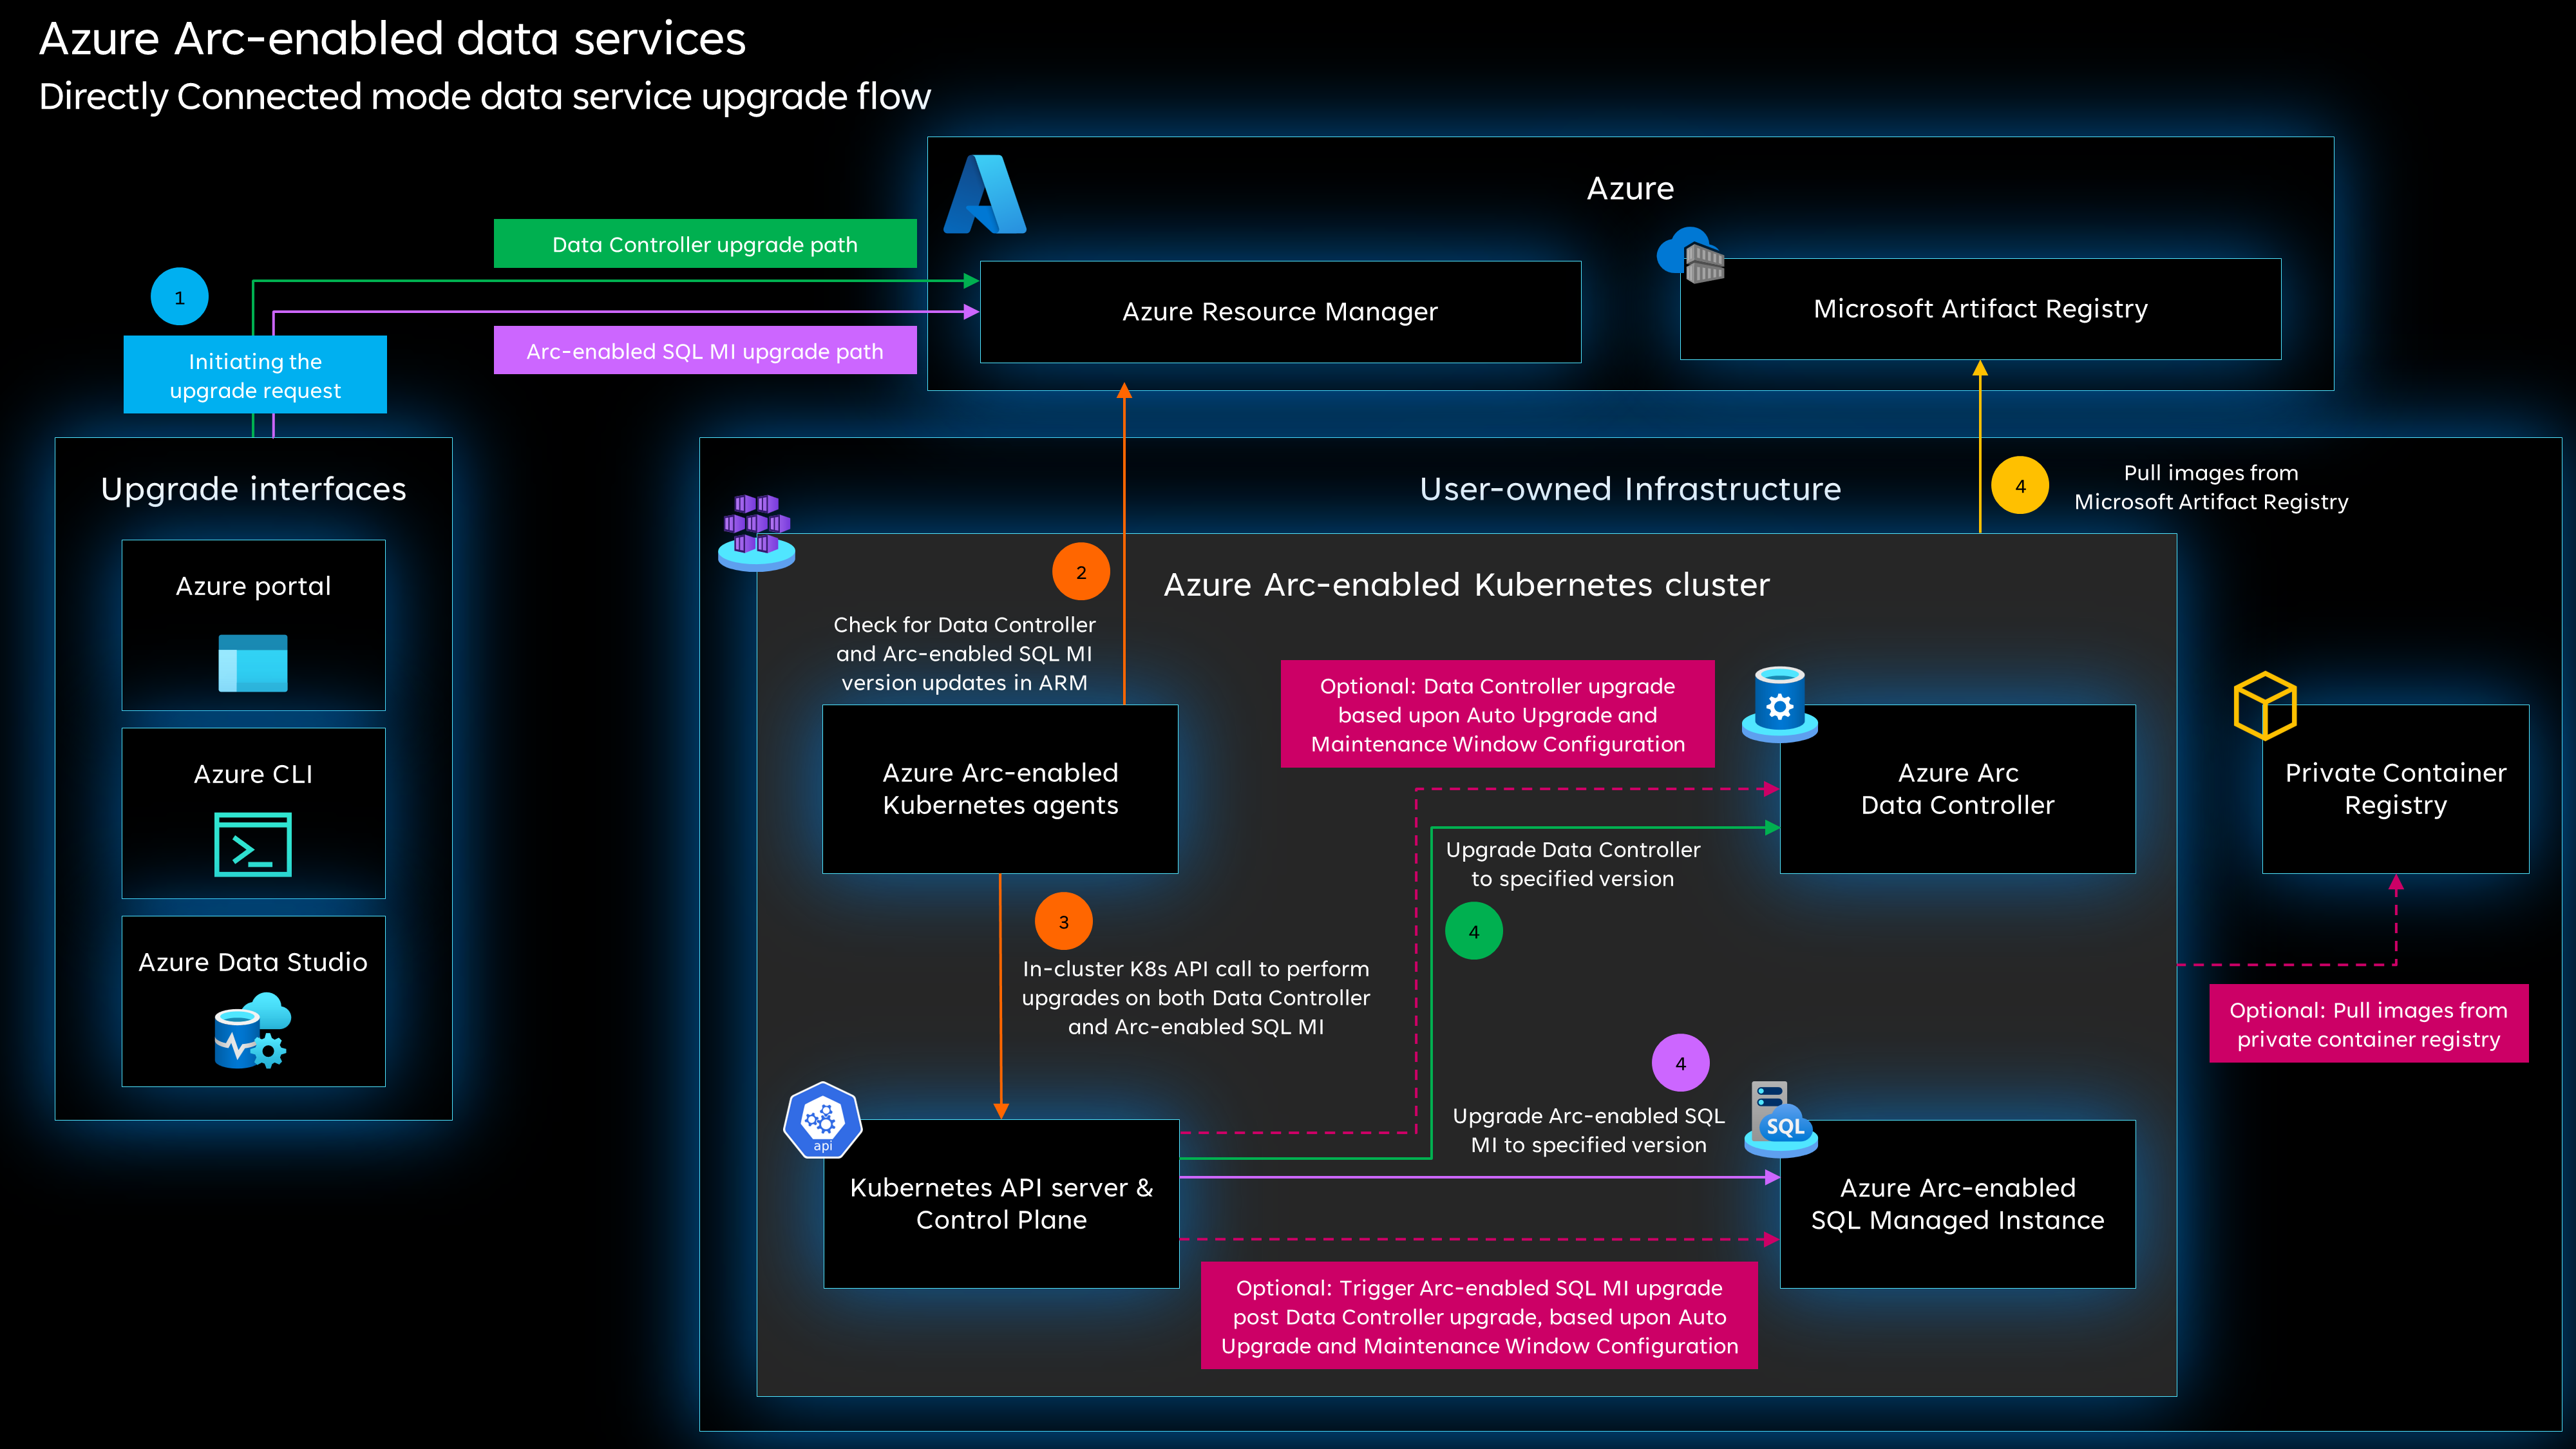 Azure Arc-enabled data services
Directly Connected mode data service upgrade flow
Azure
Data Controller upgrade path
1
Azure Resource Manager
Microsoft Artifact Registry
Arc-enabled SQL MI upgrade path
Initiating the
upgrade request
Upgrade interfaces
Azure portal
Azure CLI
Azure Data Studio
User-owned Infrastructure
4
Pull images from
Microsoft Artifact Registry
Azure Arc-enabled Kubernetes cluster
2
Check for Data Controller
and Arc-enabled SQL MI
version updates in ARM
Azure Arc-enabled
Kubernetes agents
Optional: Data Controller upgrade
based upon Auto Upgrade and
Maintenance Window Configuration
Azure Arc
Data Controller
Private Container
Registry
Upgrade Data Controller
to specified version
4
3
In-cluster K8s API call to perform
upgrades on both Data Controller
and Arc-enabled SQL MI
Optional: Pull images from
private container registry
4
Upgrade Arc-enabled SQL
MI to specified version
SQL
api
Kubernetes API server &
Control Plane
Azure Arc-enabled
SQL Managed Instance
Optional: Trigger Arc-enabled SQL MI upgrade
post Data Controller upgrade, based upon Auto
Upgrade and Maintenance Window Configuration